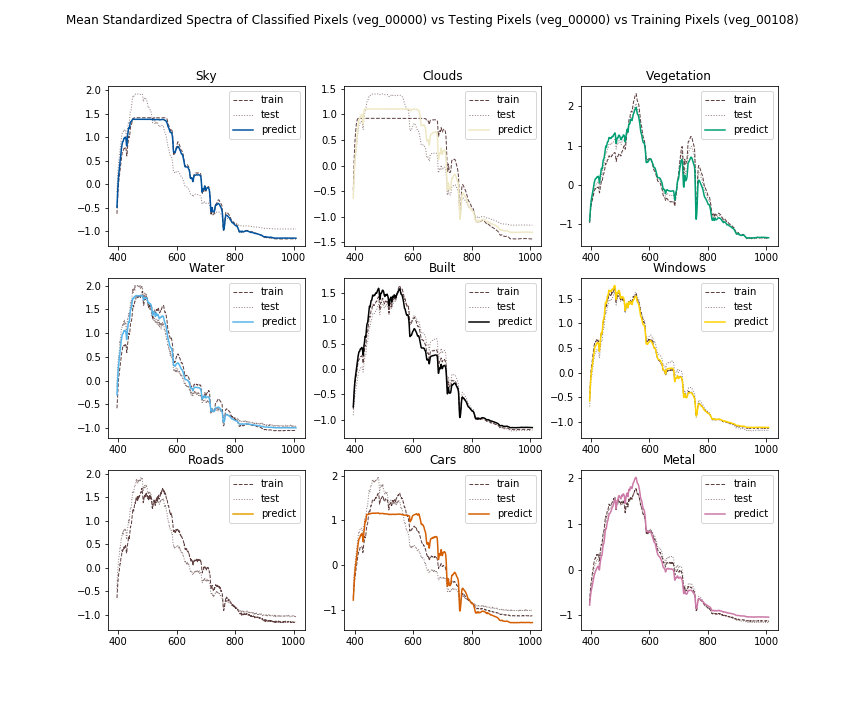 Mean Standardized Spectra of Classified Pixels (veg_00000) vs Testing Pixels (veg_00000) vs Training Pixels (veg_00108)
Sky
2.0
1.5
1.0
0.5
0.0
−0.5
−1.0
400 600 800 1000
train
test
predict
Clouds
1.5
1.0
0.5
0.0
−0.5
−1.0
−1.5
400 600 800 1000
train
test
predict
Vegetation
2
1
0
−1
400 600 800 1000
train
test
predict
Water
2.0
1.5
1.0
0.5
0.0
−0.5
−1.0
400 600 800 1000
train
test
predict
Built
1.5
1.0
0.5
0.0
−0.5
−1.0
400 600 800 1000
train
test
predict
Windows
1.5
1.0
0.5
0.0
−0.5
−1.0
400 600 800 1000
train
test
predict
Roads
2.0
1.5
1.0
0.5
0.0
−0.5
−1.0
400 600 800 1000
train
test
predict
Cars
2
1
0
−1
400 600 800 1000
train
test
predict
Metal
2
1
0
−1
400 600 800 1000
train
test
predict